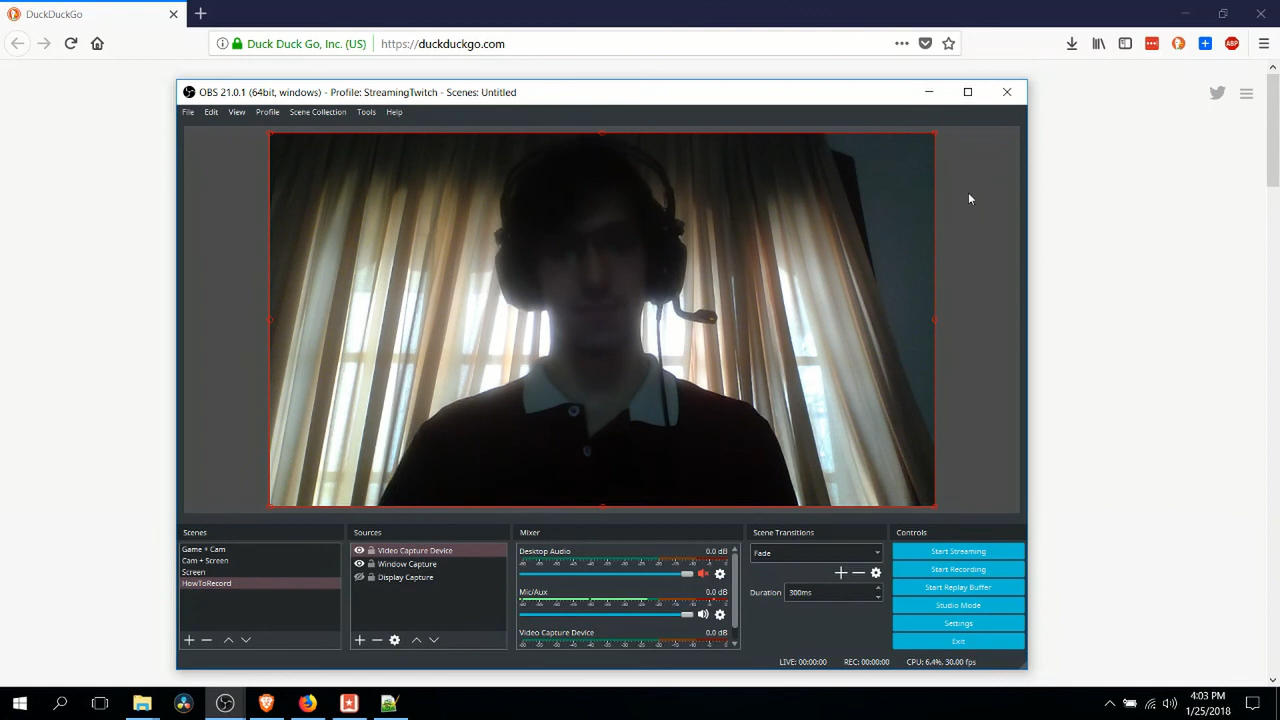 DuckDuckGo
Duck Duck Go, Inc. (US)
https://duckduckgo.com
ABP
OBS 21.0.1 (64bit, windows) - Profile: StreamingTwitch - Scenes: Untitled
File Edit View Profile Scene Collection Tools Help
Scenes
Game + Cam
Cam + Screen
Screen
HowToRecord
Sources
Video Capture Device
Window Capture
Display Capture
Mixer
Desktop Audio 0.0 dB
Mic/Aux 0.0 dB
Video Capture Device 0.0 dB
Scene Transitions
Fade
Duration 300ms
Controls
Start Streaming
Start Recording
Start Replay Buffer
Studio Mode
Settings
Exit
LIVE: 00:00:00 REC: 00:00:00 CPU: 6.4%, 30.00 fps
4:03 PM
1/25/2018